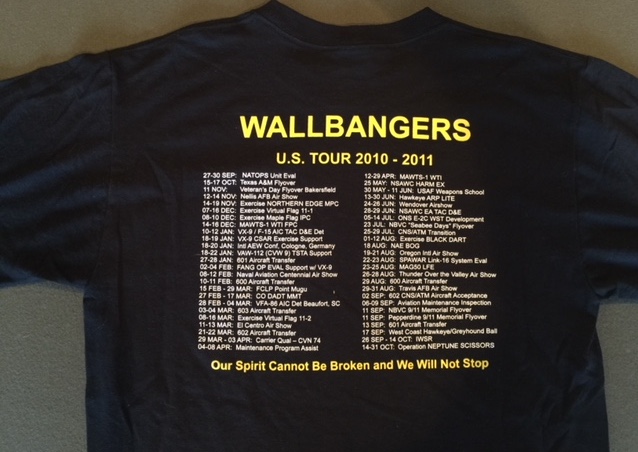 WALLBANGERS
U.S. TOUR 2010 - 2011
27-30 SEP: NATOPS Unit Eval
15-17 OCT: Texas A&M Flyover
11 NOV: Veteran's Day Flyover Bakersfield
12-14 NOV: Nellis AFB Air Show
14-19 NOV: Exercise NORTHERN EDGE MPC
07-16 DEC: Exercise Virtual Flag 11-1
08-10 DEC: Exercise Maple Flag IPC
14-16 DEC: MAWTS-1 WTI FPC
10-12 JAN: VX-9 / F-15 AIC TAC D&E Det
18-19 JAN: VX-9 CSAR Exercise Support
18-20 JAN: Intl AEW Conf, Cologne, Germany
18-22 JAN: VAW-112 (CVW 9) TSTA Support
27-28 JAN: 601 Aircraft Transfer
02-04 FEB: FANG OP EVAL Support w/ VX-9
08-12 FEB: Naval Aviation Centennial Air Show
10-11 FEB: 600 Aircraft Transfer
15 FEB - 29 MAR: FCLP Point Mugu
27 FEB - 17 MAR: CO DADT MMT
28 FEB - 04 MAR: VFA-86 AIC Det Beaufort, SC
03-04 MAR: 603 Aircraft Transfer
08-16 MAR: Exercise Virtual Flag 11-2
11-13 MAR: El Centro Air Show
21-22 MAR: 602 Aircraft Transfer
29 MAR - 03 APR: Carrier Qual – CVN 74
04-08 APR: Maintenance Program Assist
12-29 APR: MAWTS-1 WTI
25 MAY: NSAWC HARM EX
30 MAY - 11 JUN: USAF Weapons School
13-30 JUN: Hawkeye ARP LITE
24-26 JUN: Wendover Airshow
26-29 JUN: NSAWC EA TAC D&E
05-14 JUL: ONS E-2C WST Development
23 JUL: NBVC "Seabee Days" Flyover
25-29 JUL: CNS/ATM Transition
01-12 AUG: Exercise BLACK DART
18 AUG: NAE BOG
19-21 AUG: Oregon Intl Air Show
22-23 AUG: SPAWAR Link-16 System Eval
23-25 AUG: MAG50 LFE
26-28 AUG: Thunder Over the Valley Air Show
29 AUG: 600 Aircraft Transfer
29-31 AUG: Travis AFB Air Show
02 SEP: 602 CNS/ATM Aircraft Acceptance
06-09 SEP: Aviation Maintenance Inspection
11 SEP: NBVC 9/11 Memorial Flyover
11 SEP: Pepperdine 9/11 Memorial Flyover
13 SEP: 601 Aircraft Transfer
17 SEP: West Coast Hawkeye/Greyhound Ball
26 SEP - 14 OCT: IWSR
14-31 OCT: Operation NEPTUNE SCISSORS
Our Spirit Cannot Be Broken and We Will Not Stop